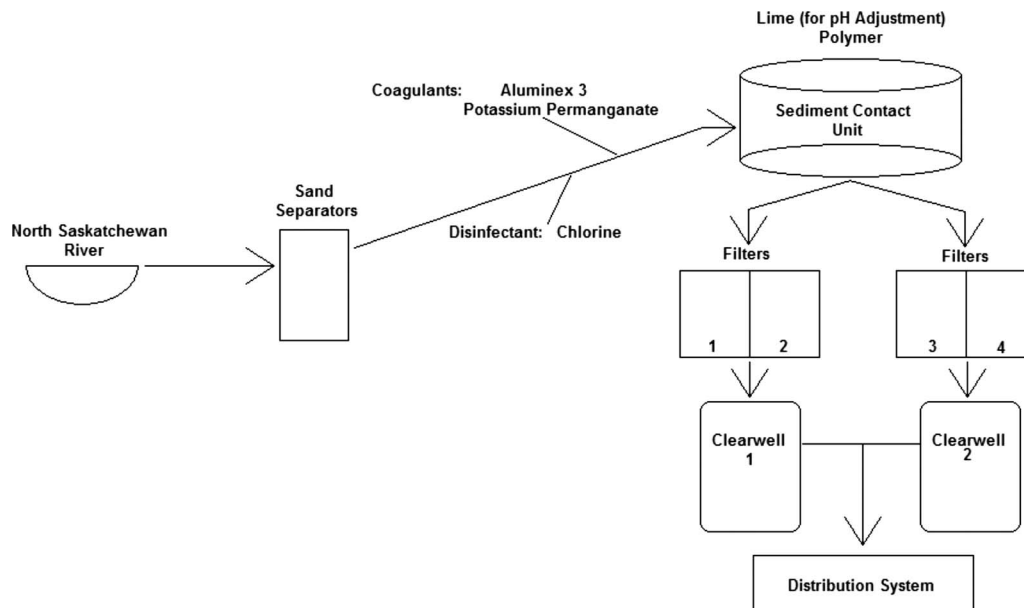 Lime (for pH Adjustment)
Polymer
Coagulants: Aluminex 3
Potassium Permanganate
Sediment Contact
Unit
Sand
Separators
North Saskatchewan
River
Disinfectant: Chlorine
Filters
Filters
1 2
3 4
Clearwell
1
Clearwell
2
Distribution System